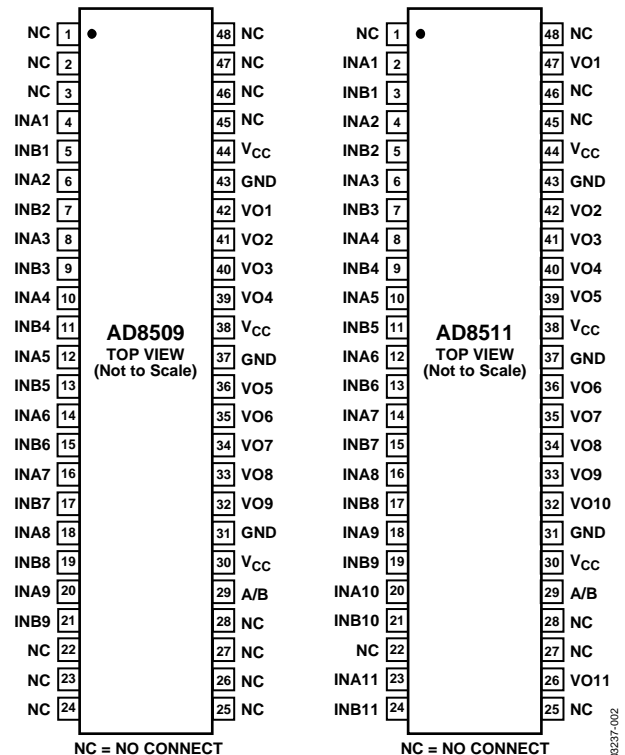 NC 1 48 NC
NC 2 47 NC
NC 3 46 NC
INA1 4 45 NC
INB1 5 44 VCC
INA2 6 43 GND
INB2 7 42 VO1
INA3 8 41 VO2
INB3 9 40 VO3
INA4 10 39 VO4
INB4 11 38 VCC
INA5 12 37 GND
INB5 13 36 VO5
INA6 14 35 VO6
INB6 15 34 VO7
INA7 16 33 VO8
INB7 17 32 VO9
INA8 18 31 GND
INB8 19 30 VCC
INA9 20 29 A/B
INB9 21 28 NC
NC 22 27 NC
NC 23 26 NC
NC 24 25 NC
AD8509
TOP VIEW
(Not to Scale)
NC = NO CONNECT
NC 1 48 NC
INA1 2 47 VO1
INB1 3 46 NC
INA2 4 45 NC
INB2 5 44 VCC
INA3 6 43 GND
INB3 7 42 VO2
INA4 8 41 VO3
INB4 9 40 VO4
INA5 10 39 VO5
INB5 11 38 VCC
INA6 12 37 GND
INB6 13 36 VO6
INA7 14 35 VO7
INB7 15 34 VO8
INA8 16 33 VO9
INB8 17 32 VO10
INA9 18 31 GND
INB9 19 30 VCC
INA10 20 29 A/B
INB10 21 28 NC
NC 22 27 NC
INA11 23 26 VO11
INB11 24 25 NC
AD8511
TOP VIEW
(Not to Scale)
NC = NO CONNECT